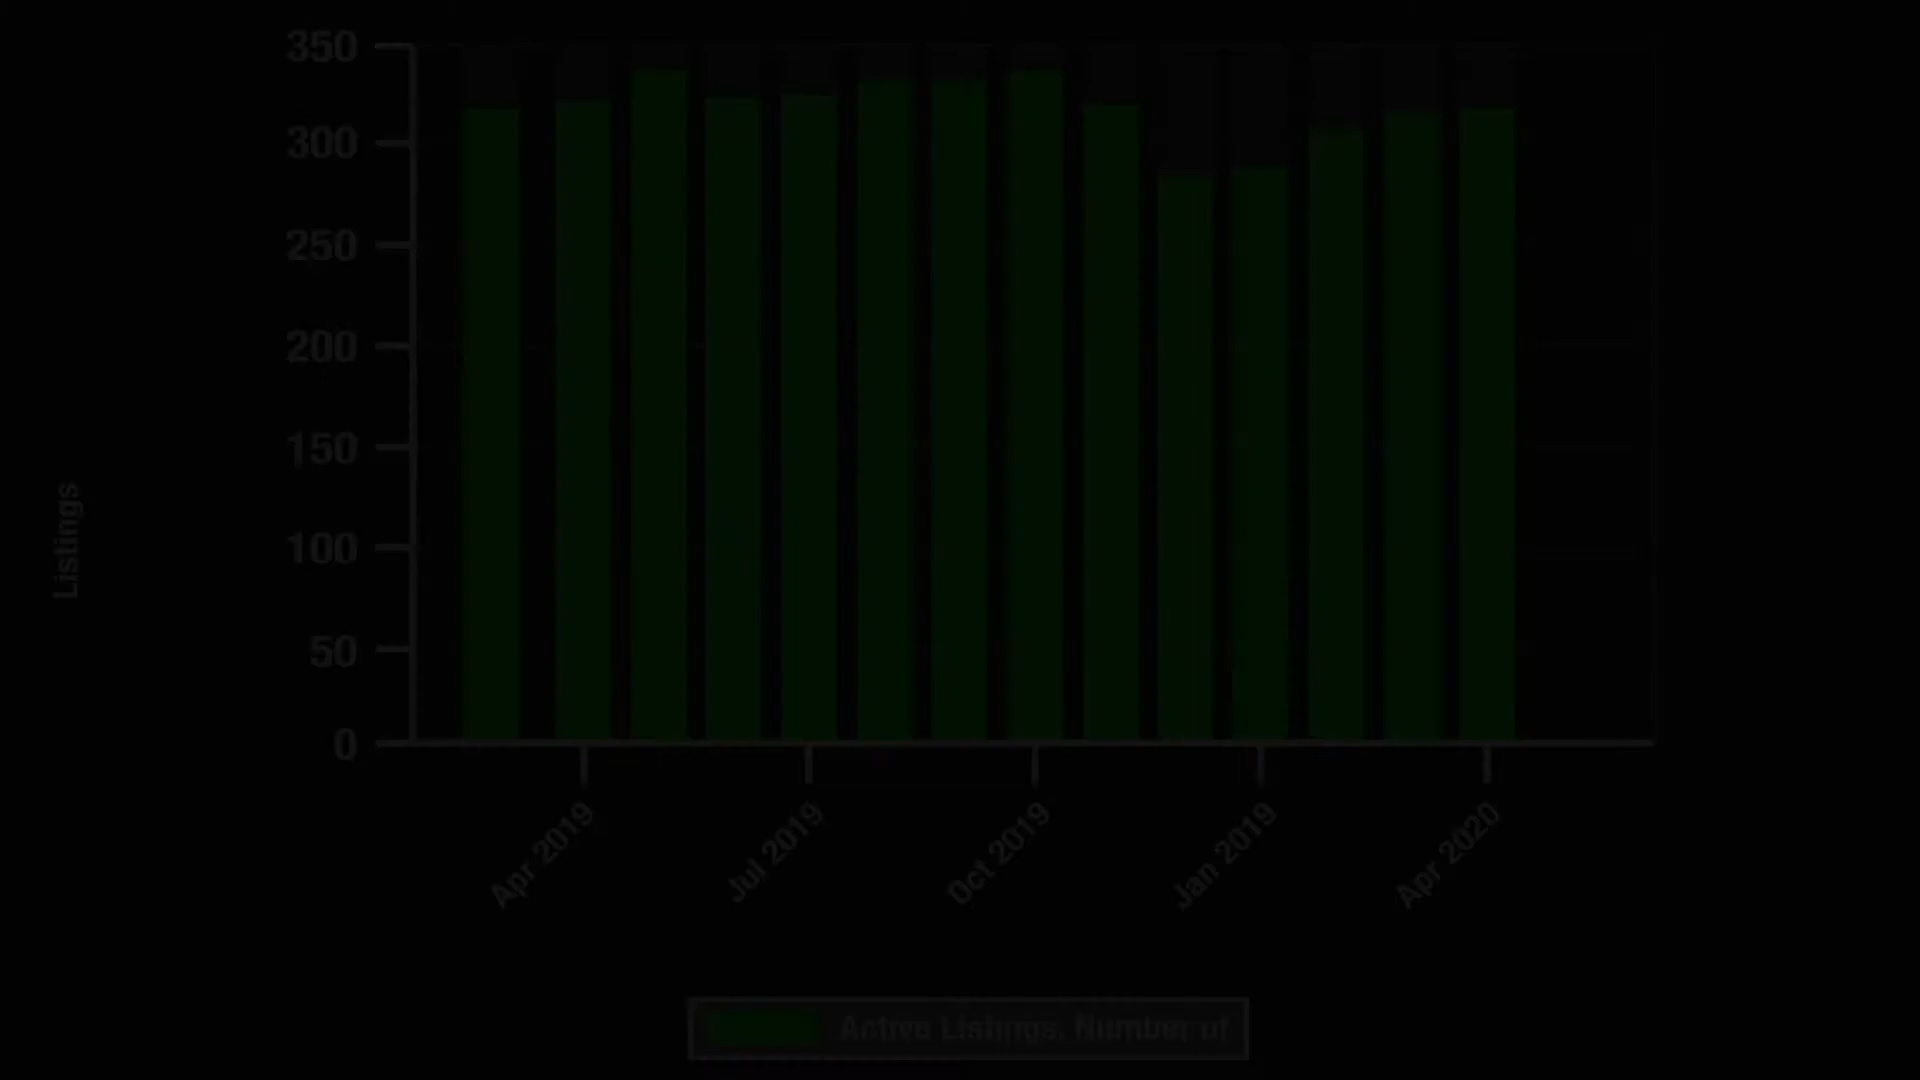 350
300
250
200
150
100
50
0
Listings
Apr 2019
Jul 2019
Oct 2019
Jan 2019
Apr 2020
Active Listings, Number of